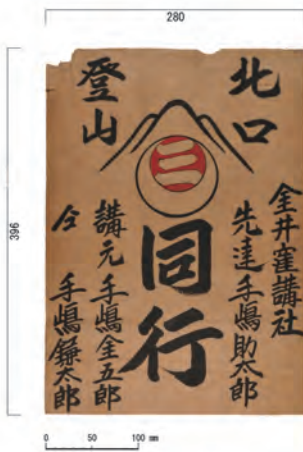 280
396
北口
登山
三
同行
金井窪講社
先達 手嶋助太郎
講元 手嶋金五郎
仝 手嶋鎌太郎
0 50 100 mm